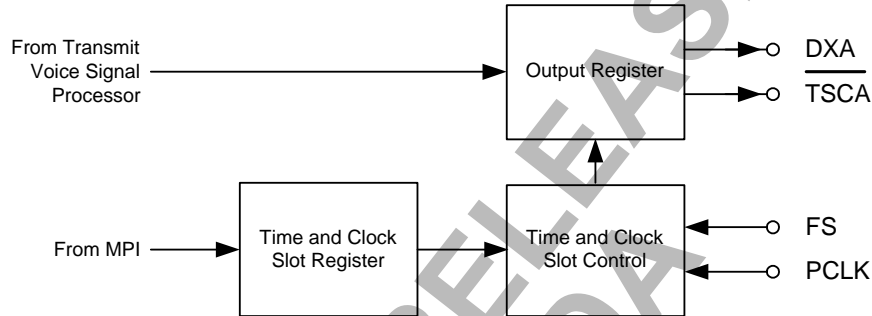 From Transmit
Voice Signal
Processor
Output Register
DXA
TSCA
From MPI
Time and Clock
Slot Register
Time and Clock
Slot Control
FS
PCLK